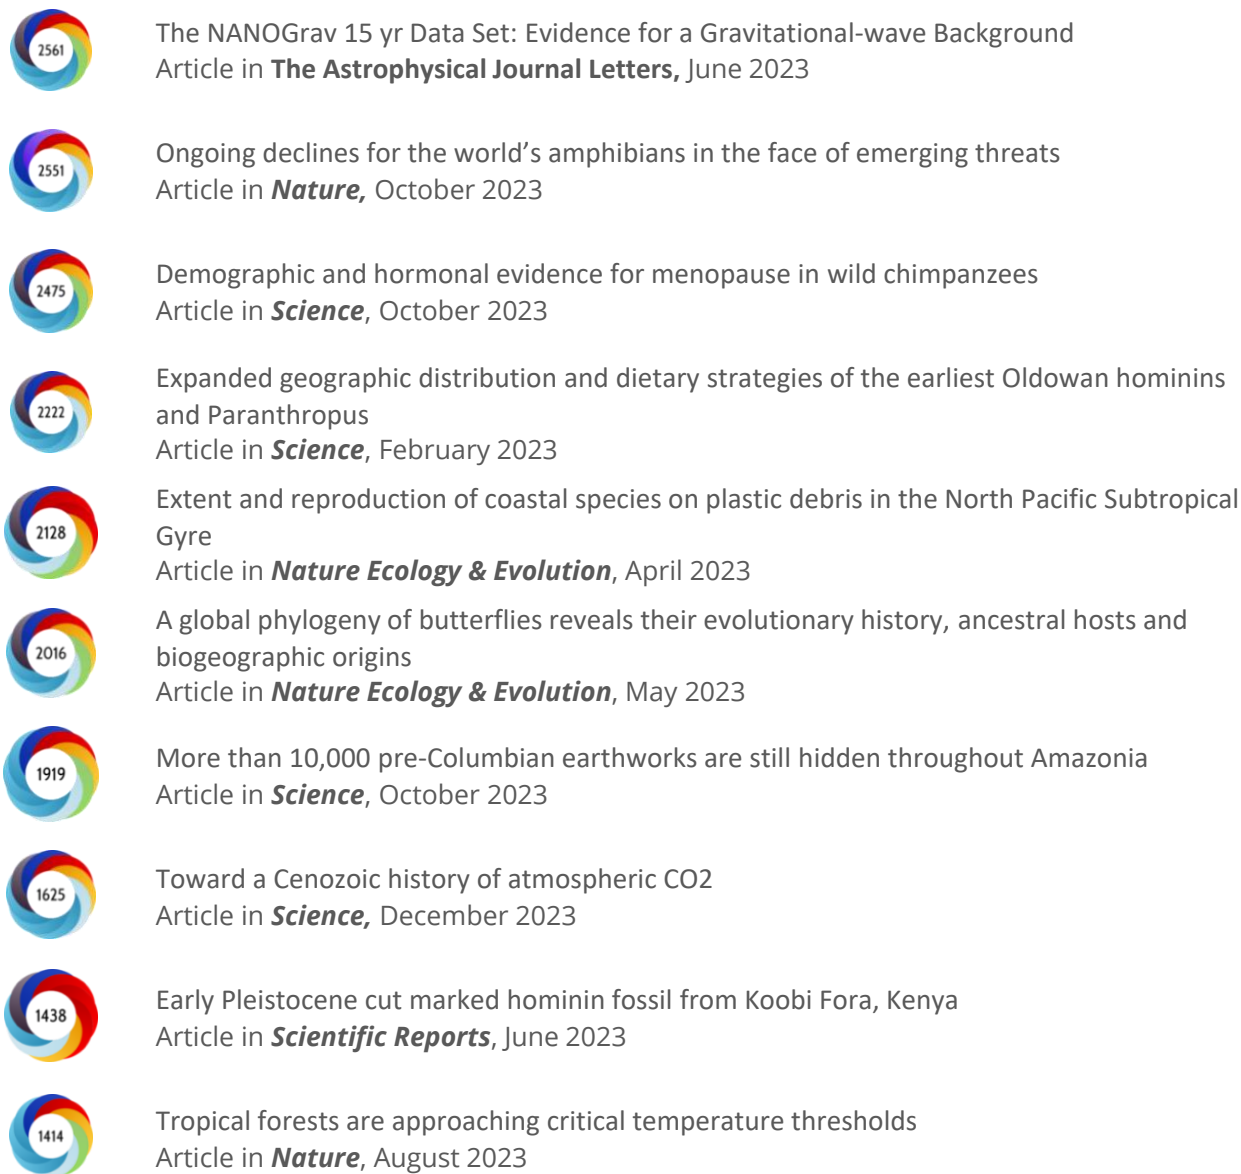 2561
The NANOGrav 15 yr Data Set: Evidence for a Gravitational-wave Background
Article in The Astrophysical Journal Letters, June 2023
2551
Ongoing declines for the world’s amphibians in the face of emerging threats
Article in Nature, October 2023
2475
Demographic and hormonal evidence for menopause in wild chimpanzees
Article in Science, October 2023
2222
Expanded geographic distribution and dietary strategies of the earliest Oldowan hominins
and Paranthropus
Article in Science, February 2023
2128
Extent and reproduction of coastal species on plastic debris in the North Pacific Subtropical
Gyre
Article in Nature Ecology & Evolution, April 2023
2016
A global phylogeny of butterflies reveals their evolutionary history, ancestral hosts and
biogeographic origins
Article in Nature Ecology & Evolution, May 2023
1919
More than 10,000 pre-Columbian earthworks are still hidden throughout Amazonia
Article in Science, October 2023
1625
Toward a Cenozoic history of atmospheric CO2
Article in Science, December 2023
1438
Early Pleistocene cut marked hominin fossil from Koobi Fora, Kenya
Article in Scientific Reports, June 2023
1414
Tropical forests are approaching critical temperature thresholds
Article in Nature, August 2023